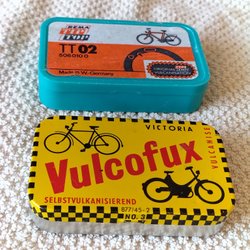 REMA
TIP
TOP
TT 02
506 010 0
Made in W.-Germany
VICTORIA
VULCANISE
Vulcofux
SELBSTVULKANISIEREND
877/45-2
NO. 3